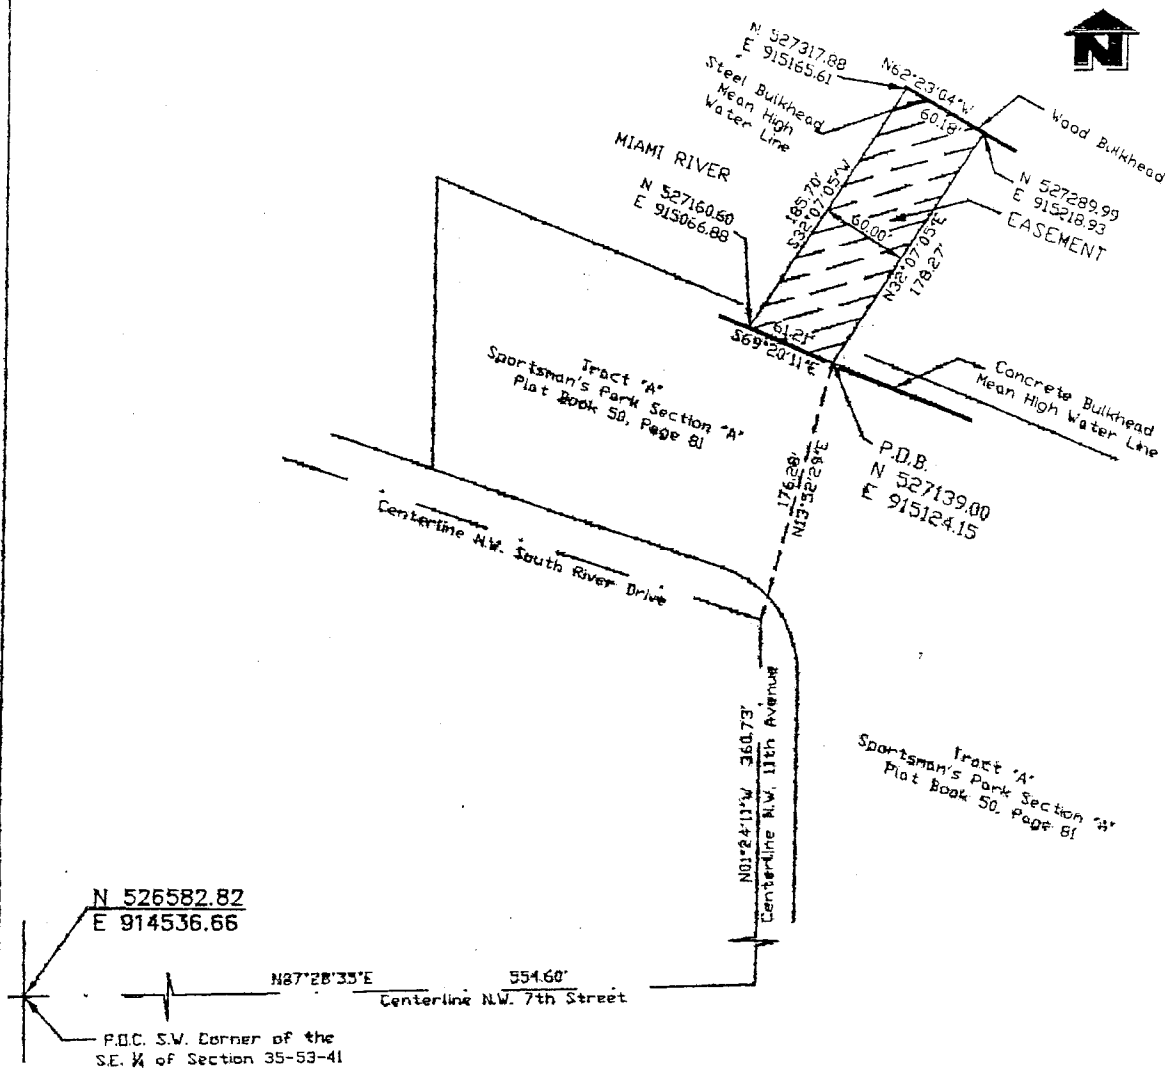 N
N 527317.88
E 915165.61
Steel Bulkhead
Mean High
Water Line
N62°23'04"W
60.18'
Wood Bulkhead
MIAMI RIVER
N 527160.60
E 915066.88
185.70'
S32°07'05"W
60.00'
N 527289.99
E 915218.93
EASEMENT
N32°07'05"E
178.27'
61.21'
S69°20'11"E
Tract "A"
Sportsman's Park Section "A"
Plat Book 50, Page 81
Concrete Bulkhead
Mean High Water Line
P.O.B.
N 527139.00
E 915124.15
176.28'
N13°52'29"E
Centerline N.W. South River Drive
N01°24'11"W 360.73'
Centerline N.W. 11th Avenue
Tract "A"
Sportsman's Park Section "A"
Plat Book 50, Page 81
N 526582.82
E 914536.66
N87°28'35"E 554.60'
Centerline N.W. 7th Street
P.O.C. S.W. Corner of the
S.E. ¼ of Section 35-53-41